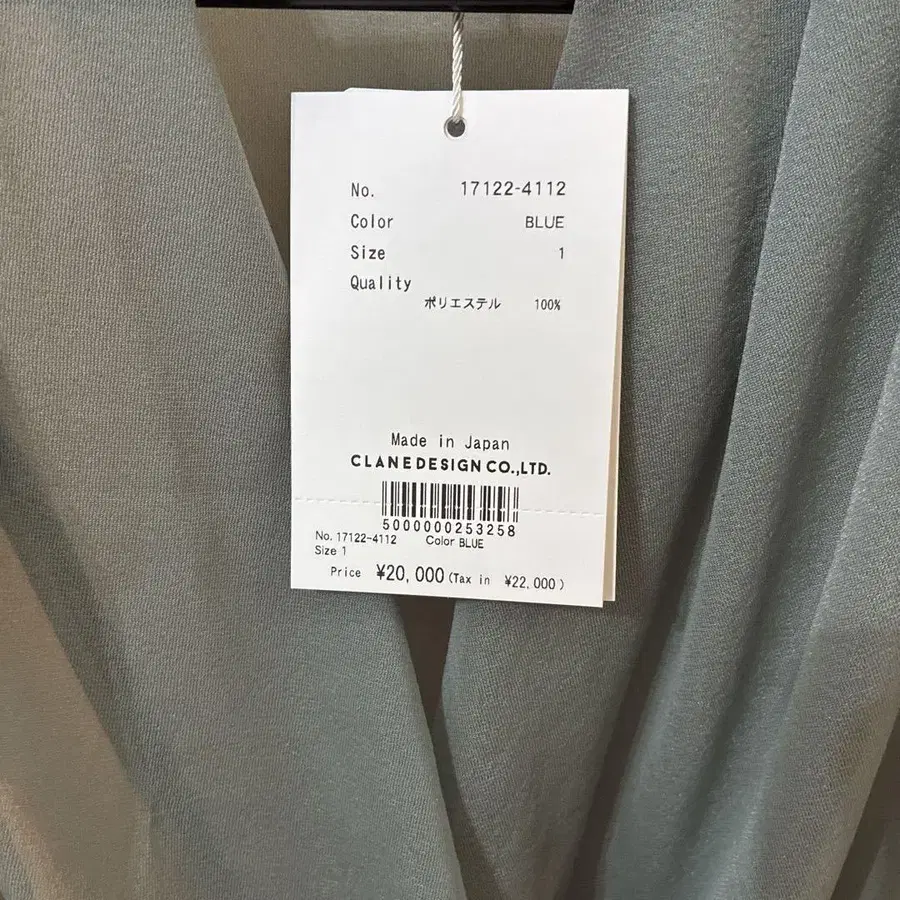 No. 17122-4112
Color BLUE
Size 1
Quality
ポリエステル 100%
Made in Japan
CLANE DESIGN CO.,LTD.
5000000253258
No. 17122-4112 Color BLUE
Size 1
Price ¥20,000 (Tax in ¥22,000)